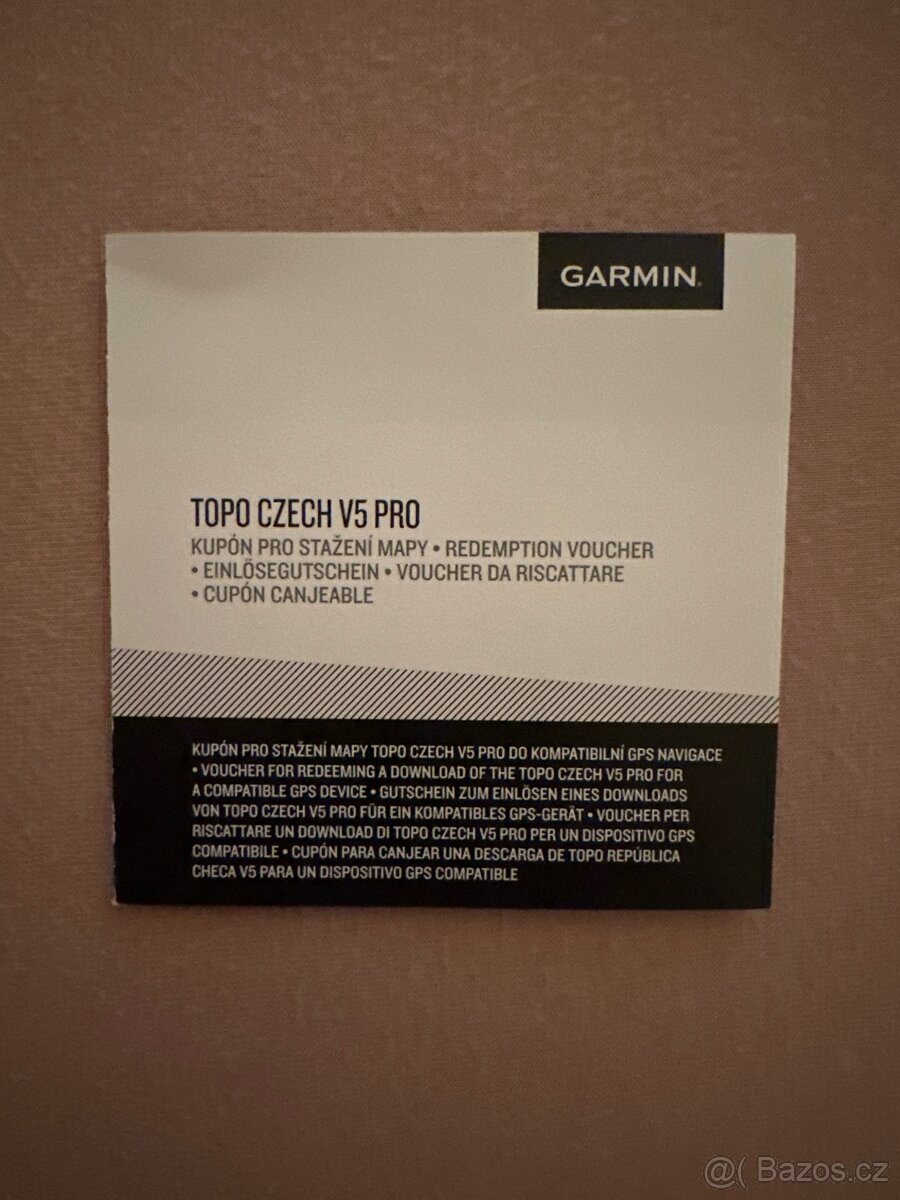 GARMIN
TOPO CZECH V5 PRO
KUPÓN PRO STAŽENÍ MAPY • REDEMPTION VOUCHER
• EINLÖSEGUTSCHEIN • VOUCHER DA RISCATTARE
• CUPÓN CANJEABLE
KUPÓN PRO STAŽENÍ MAPY TOPO CZECH V5 PRO DO KOMPATIBILNÍ GPS NAVIGACE
• VOUCHER FOR REDEEMING A DOWNLOAD OF THE TOPO CZECH V5 PRO FOR
A COMPATIBLE GPS DEVICE • GUTSCHEIN ZUM EINLÖSEN EINES DOWNLOADS
VON TOPO CZECH V5 PRO FÜR EIN KOMPATIBLES GPS-GERÄT • VOUCHER PER
RISCATTARE UN DOWNLOAD DI TOPO CZECH V5 PRO PER UN DISPOSITIVO GPS
COMPATIBILE • CUPÓN PARA CANJEAR UNA DESCARGA DE TOPO REPÚBLICA
CHECA V5 PARA UN DISPOSITIVO GPS COMPATIBLE
@( Bazos.cz